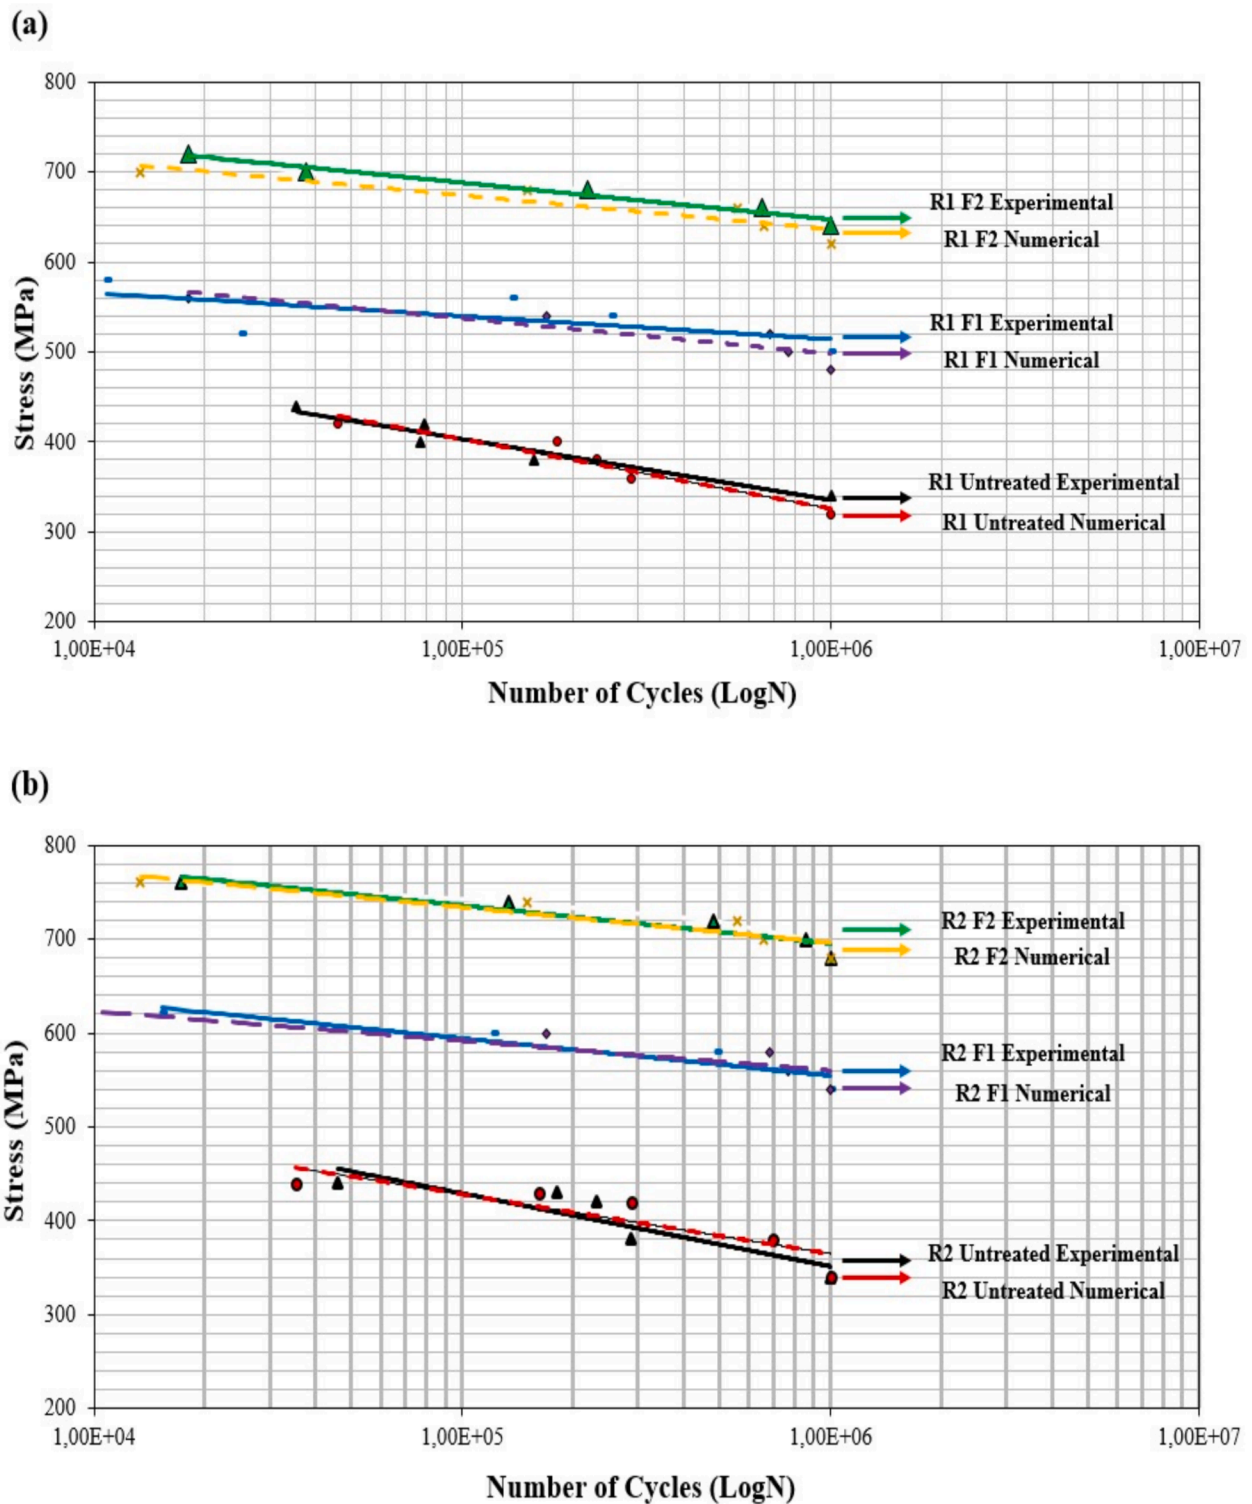 (a)
800
700
600
500
400
300
200
Stress (MPa)
R1 F2 Experimental
R1 F2 Numerical
R1 F1 Experimental
R1 F1 Numerical
R1 Untreated Experimental
R1 Untreated Numerical
1,00E+04 1,00E+05 1,00E+06 1,00E+07
Number of Cycles (LogN)
(b)
800
700
600
500
400
300
200
Stress (MPa)
R2 F2 Experimental
R2 F2 Numerical
R2 F1 Experimental
R2 F1 Numerical
R2 Untreated Experimental
R2 Untreated Numerical
1,00E+04 1,00E+05 1,00E+06 1,00E+07
Number of Cycles (LogN)